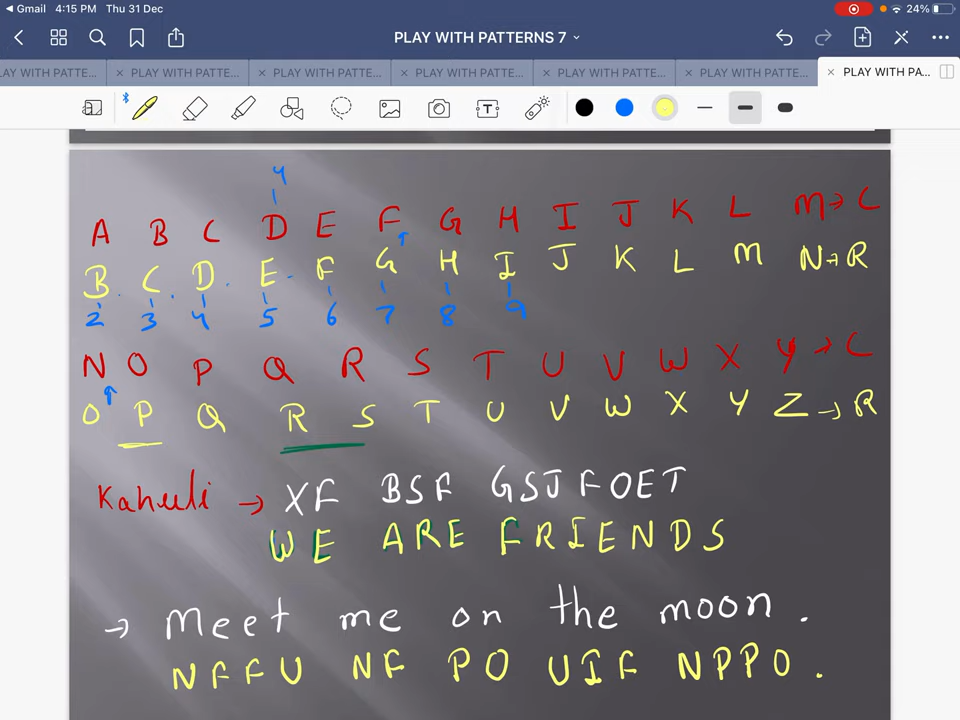 Gmail 4:15 PM Thu 31 Dec 24%
PLAY WITH PATTERNS 7
LAY WITH PATTE... PLAY WITH PATTE... PLAY WITH PATTE... PLAY WITH PATTE... PLAY WITH PATTE... PLAY WITH PATTE... PLAY WITH PA...
4
A B C D E F G H I J K L M → C
B C D E F G H I J K L M N → R
2 3 4 5 6 7 8 9
N O P Q R S T U V W X Y → C
O P Q R S T U V W X Y Z → R
Kahuli → XF BSF GSJFOET
WE ARE FRIENDS
→ Meet me on the moon.
NFFU NF PO UIF NPPO.